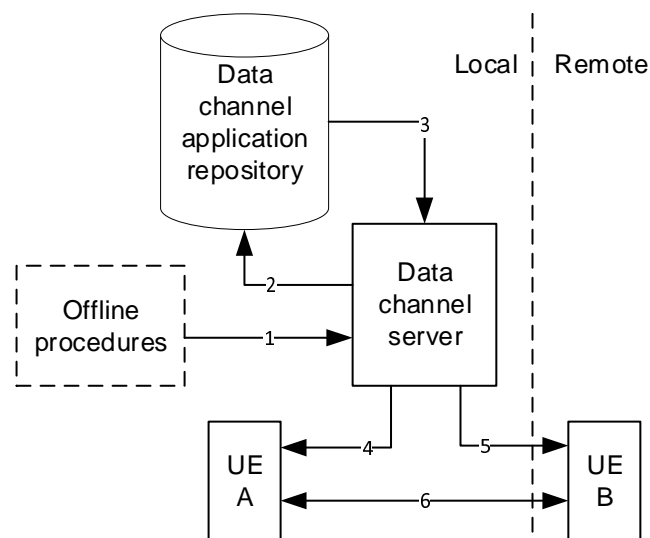 Data
channel
application
repository
Local
Remote
3
2
Data
channel
server
Offline
procedures
1
4
5
UE
A
6
UE
B